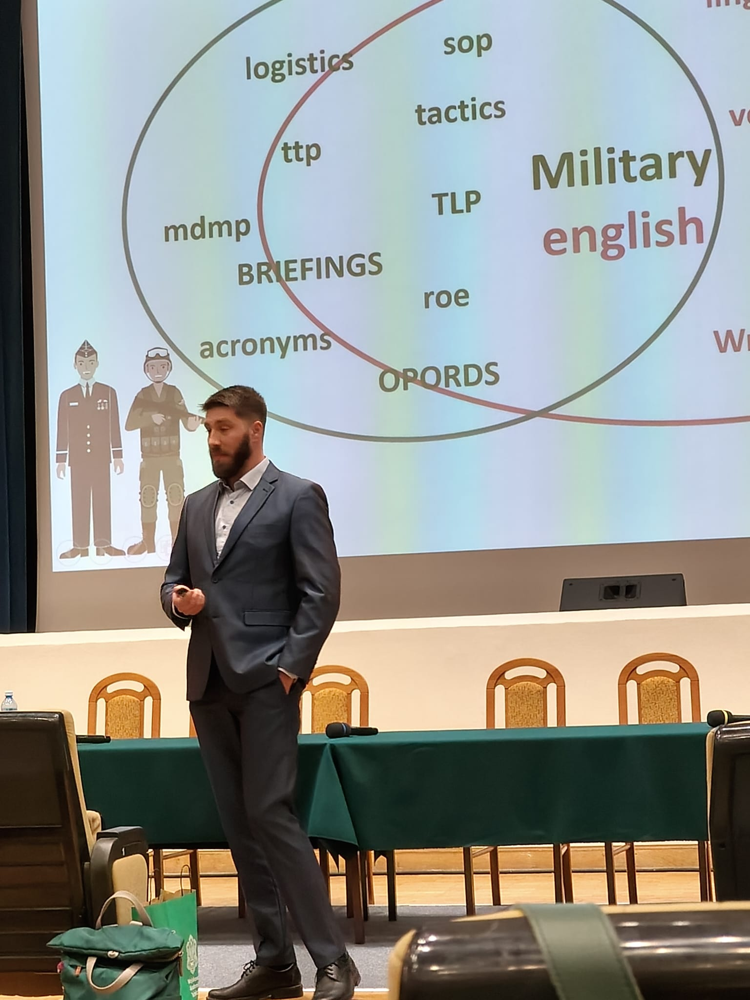 logistics
sop
tactics
ttp
Military
TLP
english
mdmp
BRIEFINGS
roe
acronyms
OPORDS